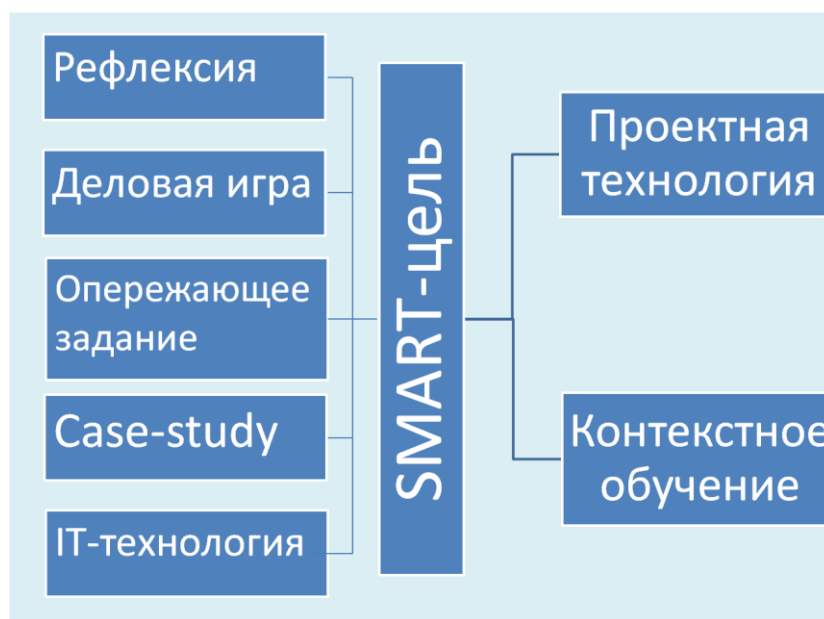 Рефлексия
Деловая игра
Опережающее
задание
Case-study
IT-технология
SMART-цель
Проектная
технология
Контекстное
обучение